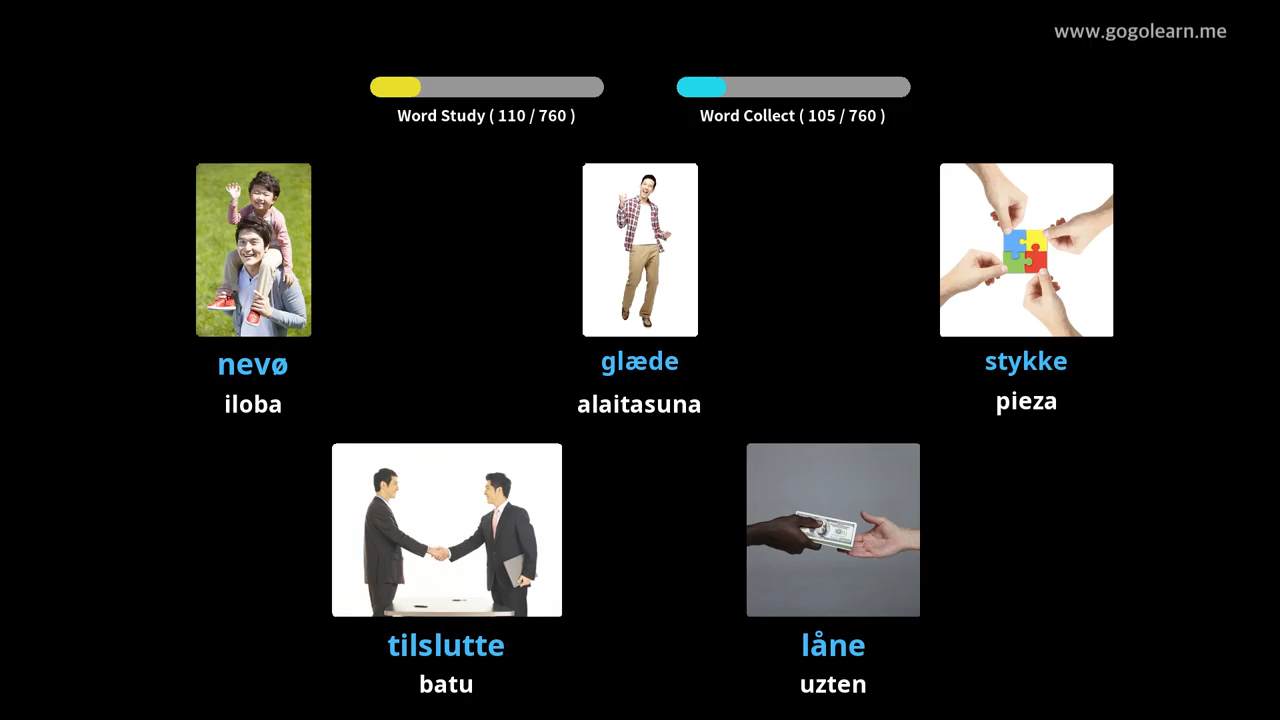 www.gogolearn.me
Word Study ( 110 / 760 )
Word Collect ( 105 / 760 )
nevø
iloba
glæde
alaitasuna
stykke
pieza
tilslutte
batu
låne
uzten